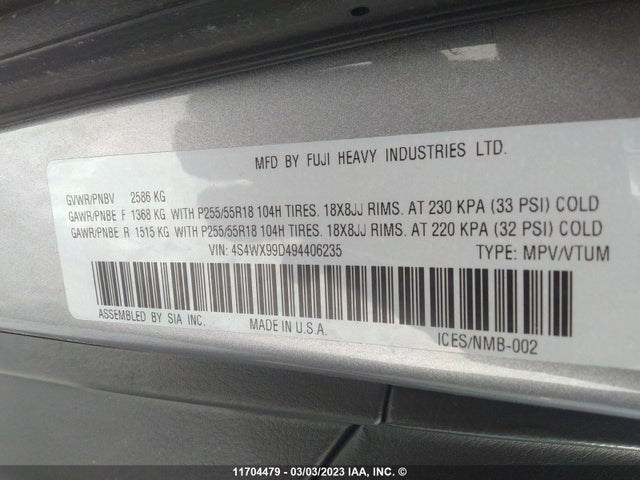 MFD BY FUJI HEAVY INDUSTRIES LTD.
GVWR/PNBV 2586 KG
GAWR/PNBE F 1368 KG WITH P255/55R18 104H TIRES. 18X8JJ RIMS. AT 230 KPA (33 PSI) COLD
GAWR/PNBE R 1515 KG WITH P255/55R18 104H TIRES. 18X8JJ RIMS. AT 220 KPA (32 PSI) COLD
VIN: 4S4WX99D494406235 TYPE: MPV/VTUM
ASSEMBLED BY SIA INC. MADE IN U.S.A. ICES/NMB-002
11704479 - 03/03/2023 IAA, INC. ©